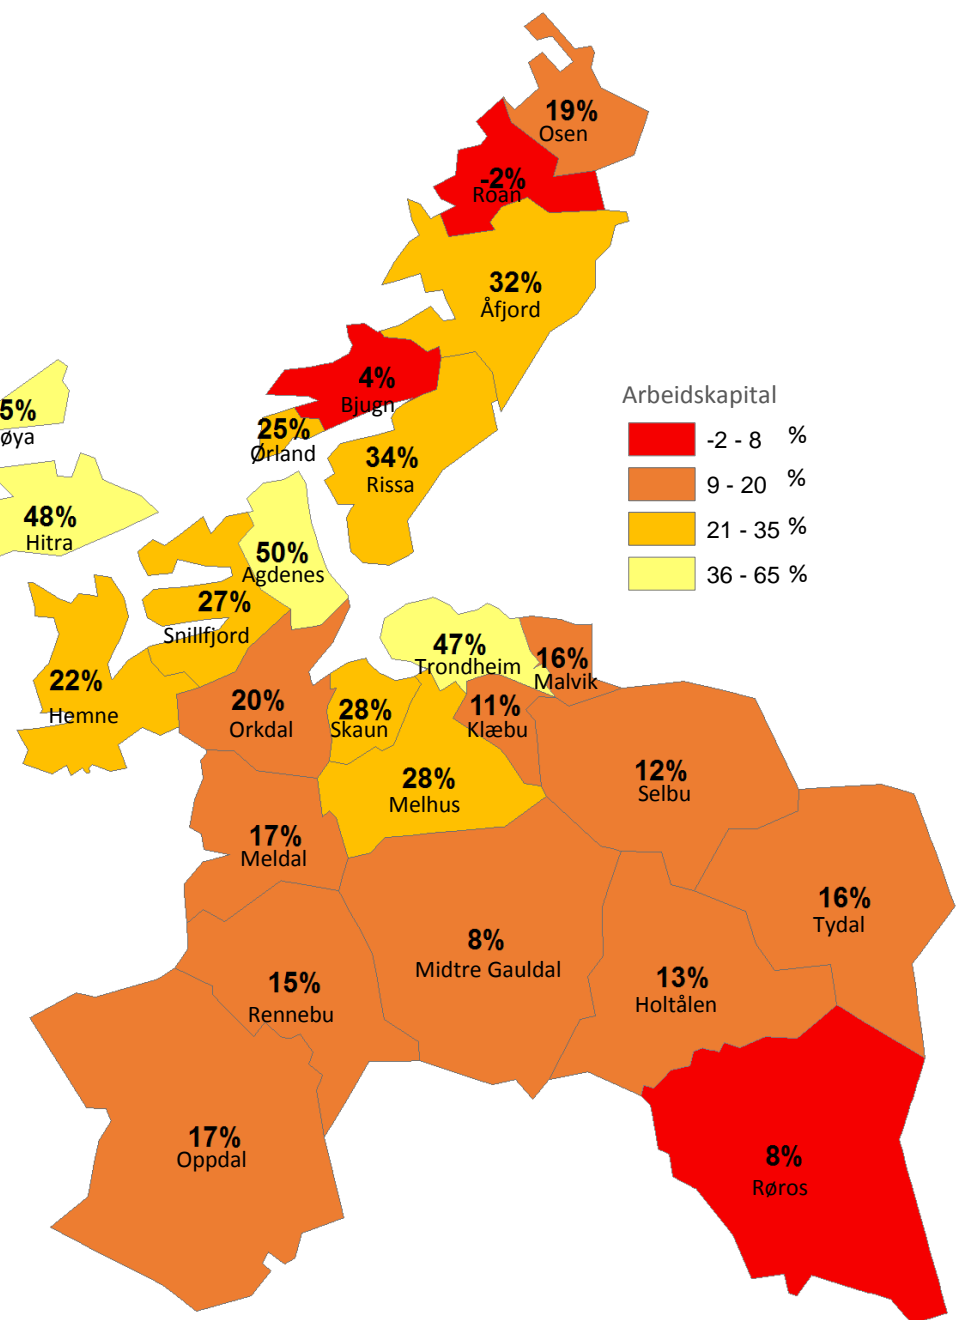 19%
Osen
-2%
Roan
32%
Åfjord
4%
Bjugn
25%
Ørland
34%
Rissa
Arbeidskapital
-2 - 8 %
9 - 20 %
21 - 35 %
36 - 65 %
5%
øya
48%
Hitra
50%
Agdenes
27%
Snillfjord
22%
Hemne
47%
Trondheim
16%
Malvik
20%
Orkdal
28%
Skaun
11%
Klæbu
28%
Melhus
12%
Selbu
17%
Meldal
16%
Tydal
8%
Midtre Gauldal
13%
Holtålen
15%
Rennebu
17%
Oppdal
8%
Røros